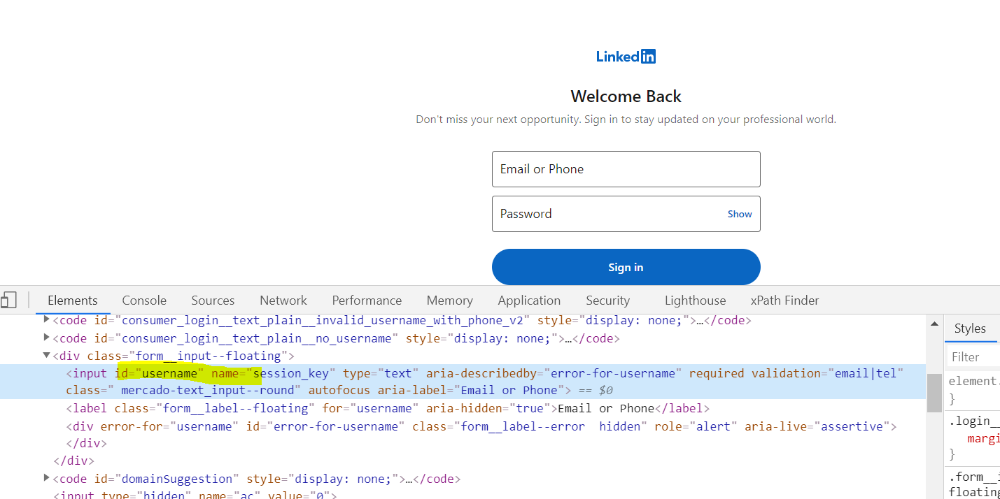 Linked in
Welcome Back
Don't miss your next opportunity. Sign in to stay updated on your professional world.
Email or Phone
Password Show
Sign in
Elements Console Sources Network Performance Memory Application Security Lighthouse xPath Finder
<code id="consumer_login__text_plain__invalid_username_with_phone_v2" style="display: none;">…</code>
<code id="consumer_login__text_plain__no_username" style="display: none;">…</code>
<div class="form__input--floating">
<input id="username" name="session_key" type="text" aria-describedby="error-for-username" required validation="email|tel"
class=" mercado-text_input--round" autofocus aria-label="Email or Phone"> == $0
<label class="form__label--floating" for="username" aria-hidden="true">Email or Phone</label>
<div error-for="username" id="error-for-username" class="form__label--error  hidden" role="alert" aria-live="assertive">
</div>
</div>
<code id="domainSuggestion" style="display: none;">…</code>
<input type="hidden" name="ac" value="0">
Styles
Filter
element.
}
.login__
margi
}
.form__i
floating